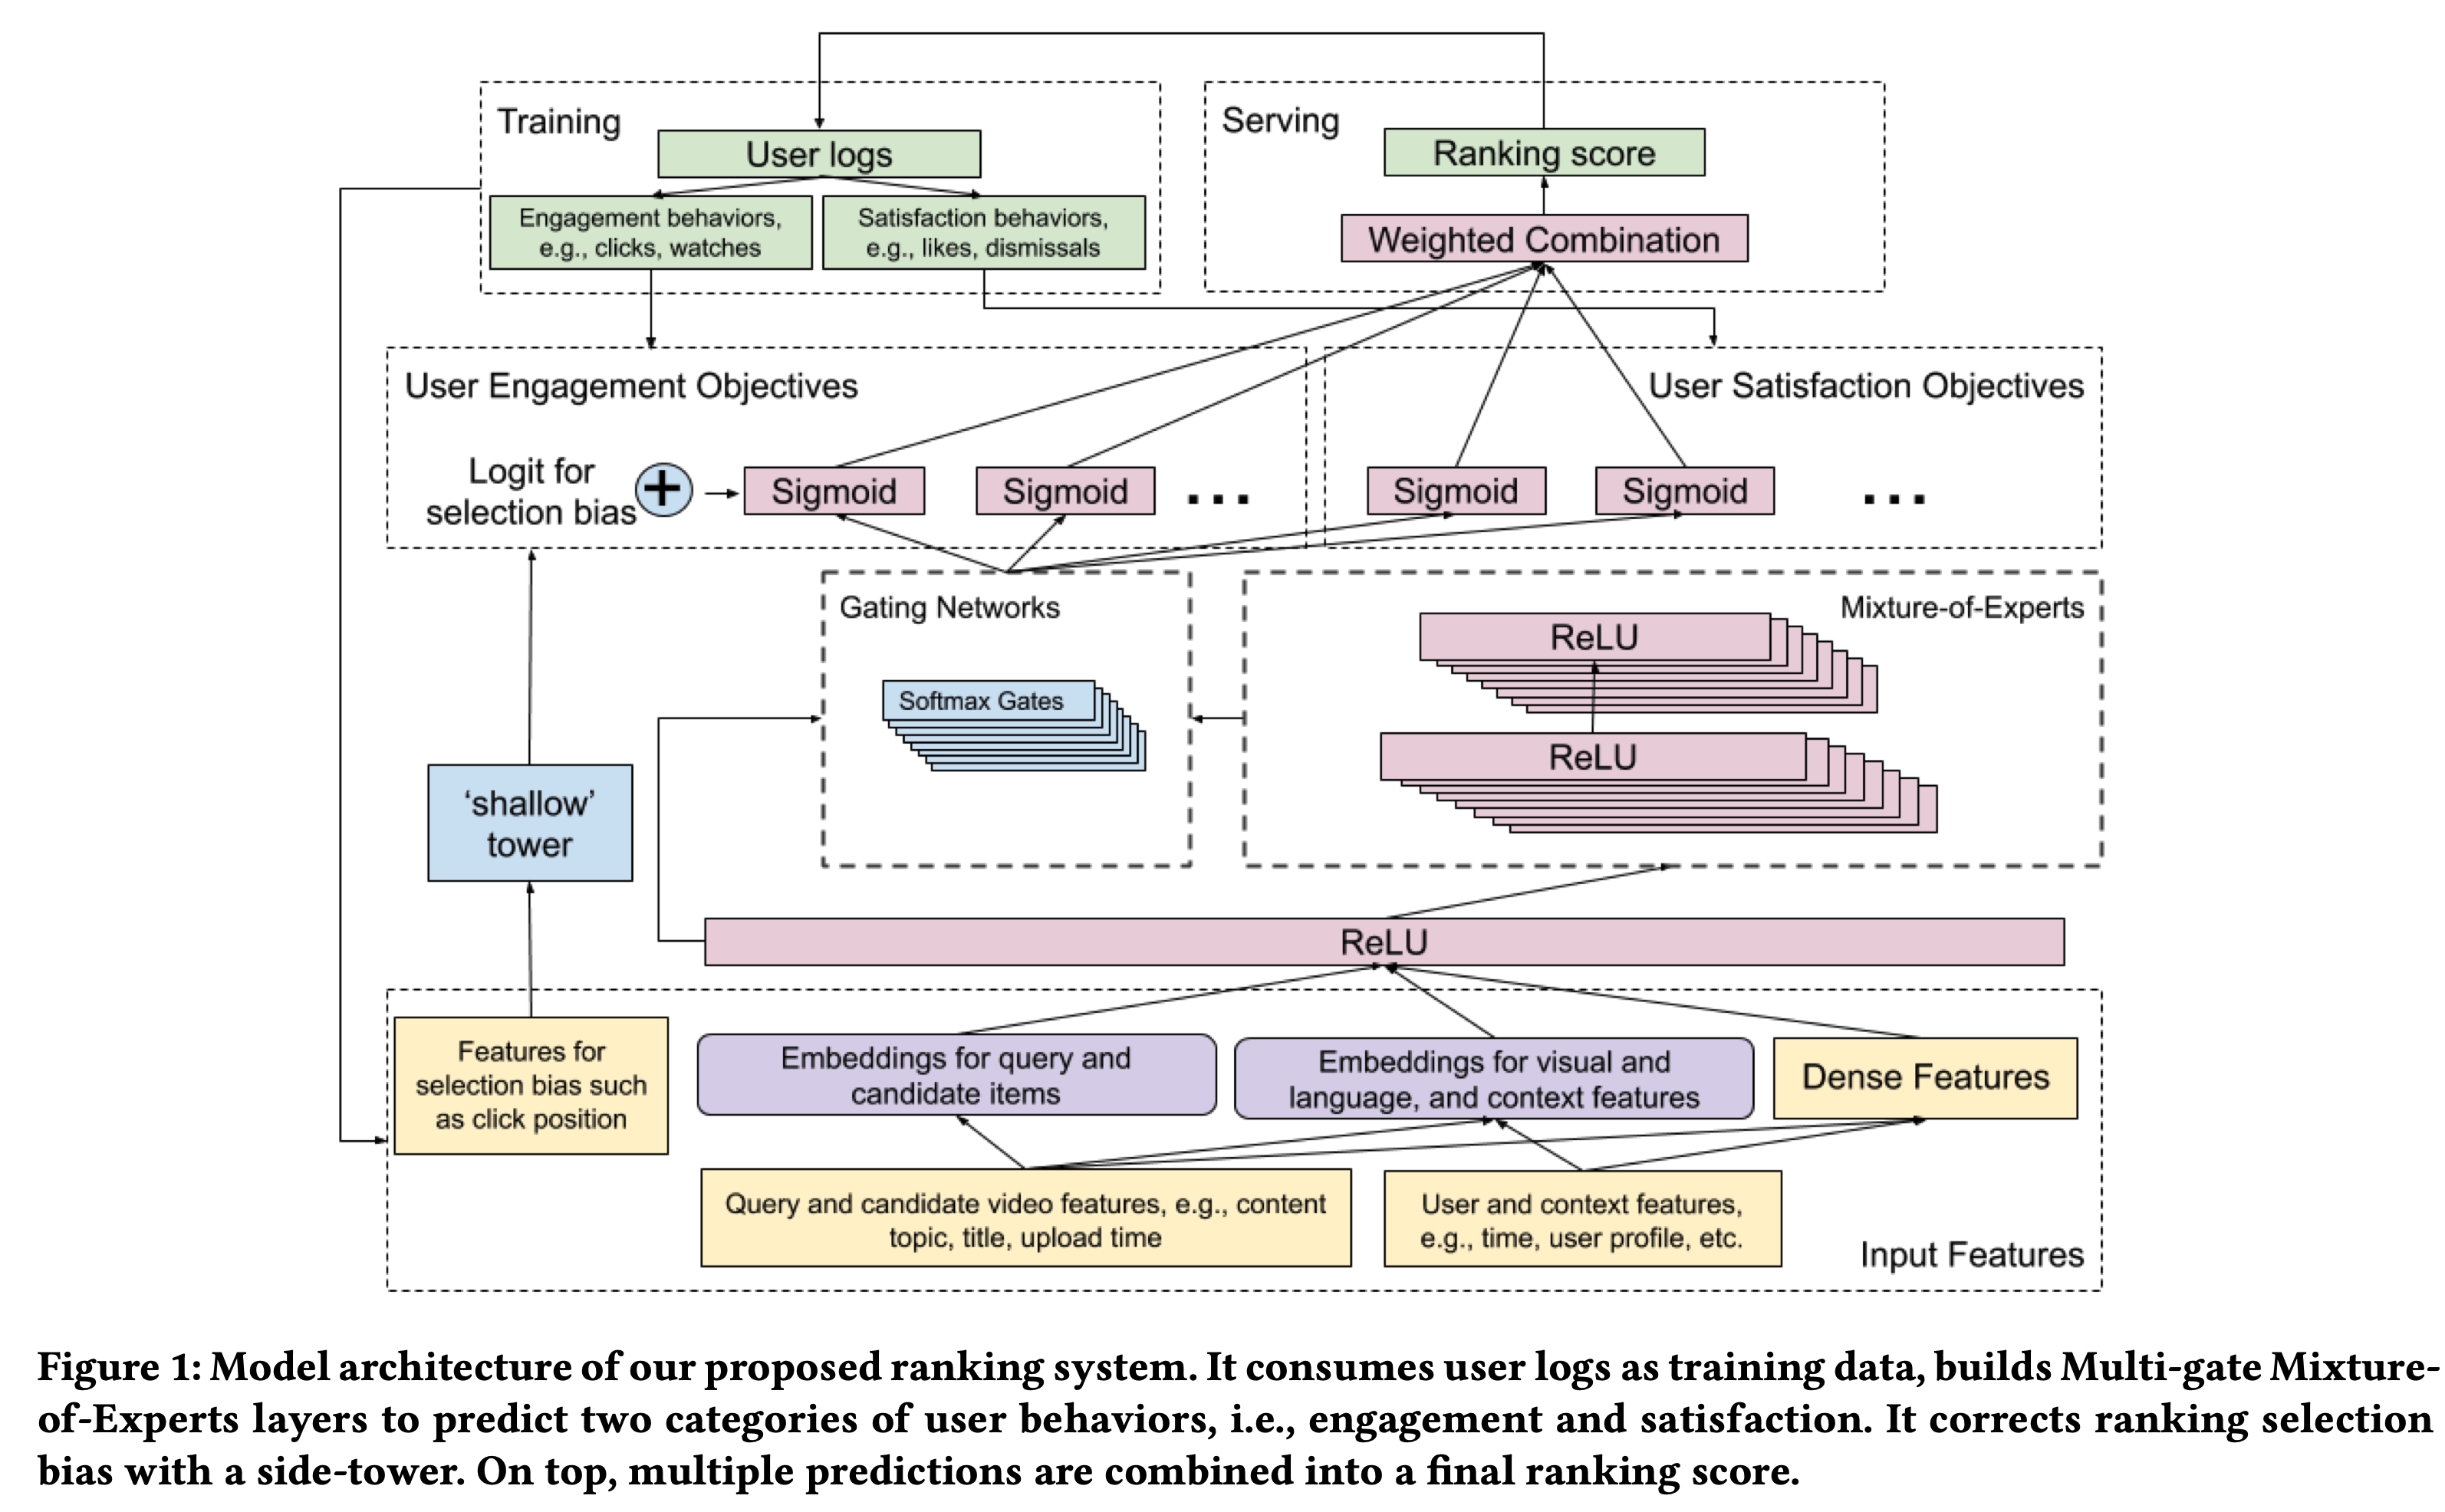 Training
User logs
Engagement behaviors,
e.g., clicks, watches
Satisfaction behaviors,
e.g., likes, dismissals
Serving
Ranking score
Weighted Combination
User Engagement Objectives
Logit for
selection bias
+
Sigmoid
Sigmoid
...
User Satisfaction Objectives
Sigmoid
Sigmoid
...
Gating Networks
Softmax Gates
Mixture-of-Experts
ReLU
ReLU
‘shallow’
tower
ReLU
Features for
selection bias such
as click position
Embeddings for query and
candidate items
Embeddings for visual and
language, and context features
Dense Features
Query and candidate video features, e.g., content
topic, title, upload time
User and context features,
e.g., time, user profile, etc.
Input Features
Figure 1: Model architecture of our proposed ranking system. It consumes user logs as training data, builds Multi-gate Mixture-
of-Experts layers to predict two categories of user behaviors, i.e., engagement and satisfaction. It corrects ranking selection
bias with a side-tower. On top, multiple predictions are combined into a final ranking score.